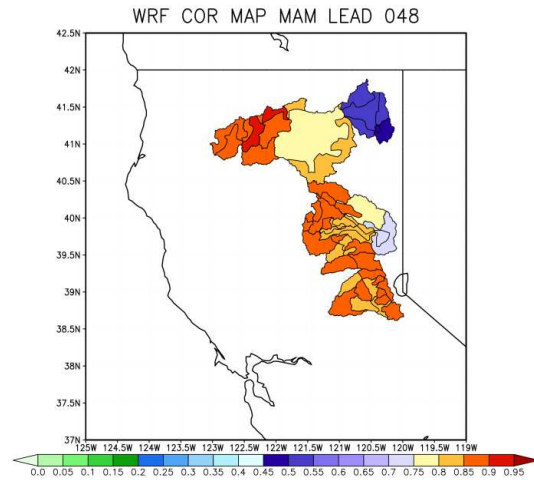 WRF COR MAP MAM LEAD 048
42.5N
42N
41.5N
41N
40.5N
40N
39.5N
39N
38.5N
38N
37.5N
37N
125W 124.5W 124W 123.5W 123W 122.5W 122W 121.5W 121W 120.5W 120W 119.5W 119W
0.0 0.05 0.1 0.15 0.2 0.25 0.3 0.35 0.4 0.45 0.5 0.55 0.6 0.65 0.7 0.75 0.8 0.85 0.9 0.95